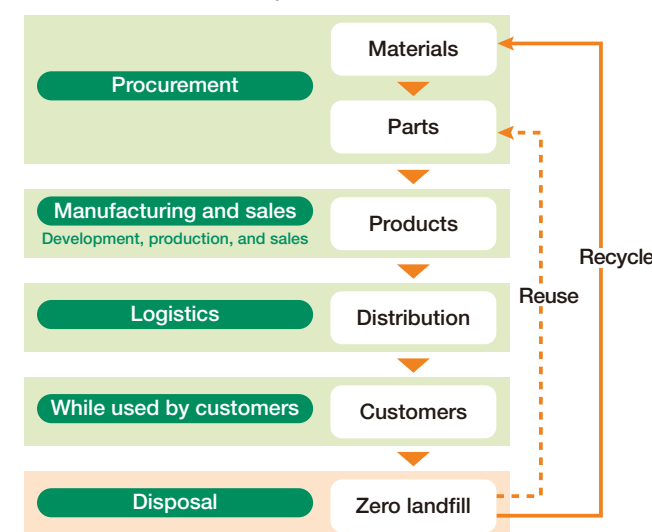 Materials
Procurement
Parts
Manufacturing and sales
Development, production, and sales
Products
Recycle
Reuse
Logistics
Distribution
While used by customers
Customers
Disposal
Zero landfill